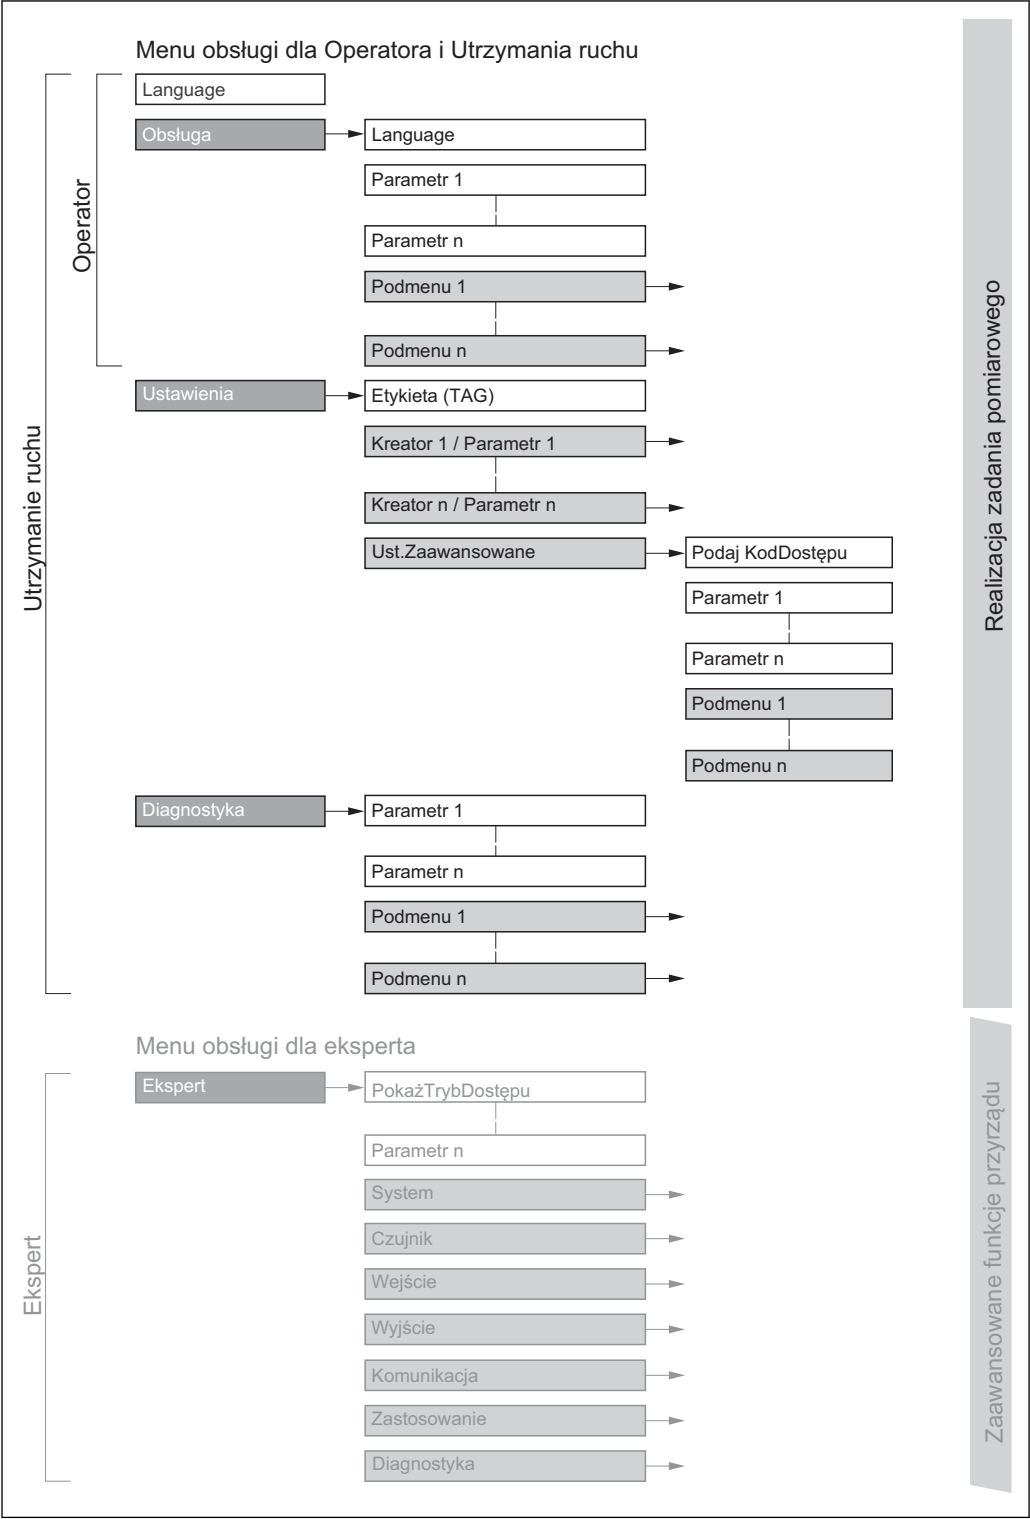 Menu obsługi dla Operatora i Utrzymania ruchu
Utrzymanie ruchu
Operator
Language
Obsługa
Language
Parametr 1
Parametr n
Podmenu 1
Podmenu n
Ustawienia
Etykieta (TAG)
Kreator 1 / Parametr 1
Kreator n / Parametr n
Ust.Zaawansowane
Podaj KodDostępu
Parametr 1
Parametr n
Podmenu 1
Podmenu n
Diagnostyka
Parametr 1
Parametr n
Podmenu 1
Podmenu n
Realizacja zadania pomiarowego
Menu obsługi dla eksperta
Ekspert
Ekspert
PokażTrybDostępu
Parametr n
System
Czujnik
Wejście
Wyjście
Komunikacja
Zastosowanie
Diagnostyka
Zaawansowane funkcje przyrządu